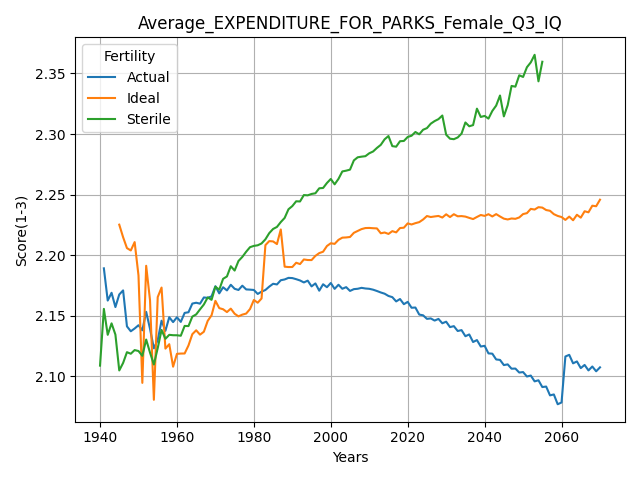 Average_EXPENDITURE_FOR_PARKS_Female_Q3_IQ
Fertility
Actual
Ideal
Sterile
Score(1-3)
2.35
2.30
2.25
2.20
2.15
2.10
1940 1960 1980 2000 2020 2040 2060
Years